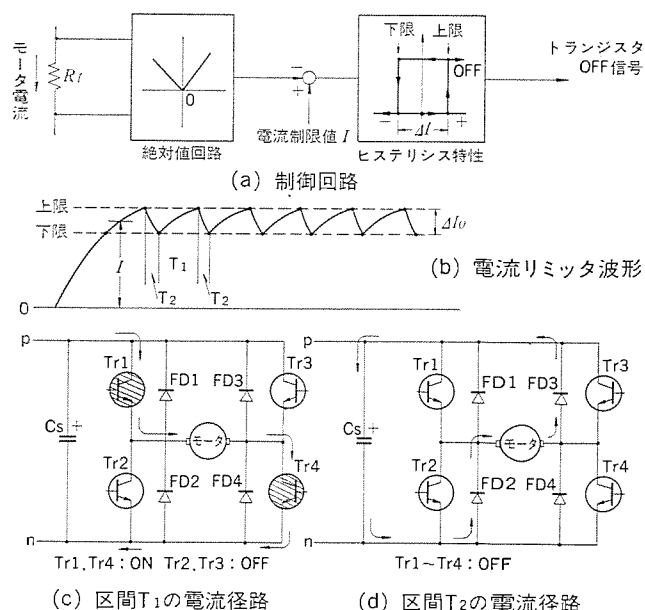 モータ電流
Rf
0
絶対値回路
−
+
電流制限値 I
下限 上限
OFF
− ΔI +
ヒステリシス特性
トランジスタ
OFF信号
(a) 制御回路
上限
下限
I
T₁
T₂ T₂
ΔI₀
0
(b) 電流リミッタ波形
p
Tr1
FD1
FD3
Tr3
Cs
+
モータ
Tr2
FD2
FD4
Tr4
n
Tr1,Tr4:ON Tr2,Tr3:OFF
(c) 区間T₁の電流経路
p
Tr1
FD1
FD3
Tr3
Cs
+
モータ
Tr2
FD2
FD4
Tr4
n
Tr1~Tr4:OFF
(d) 区間T₂の電流経路